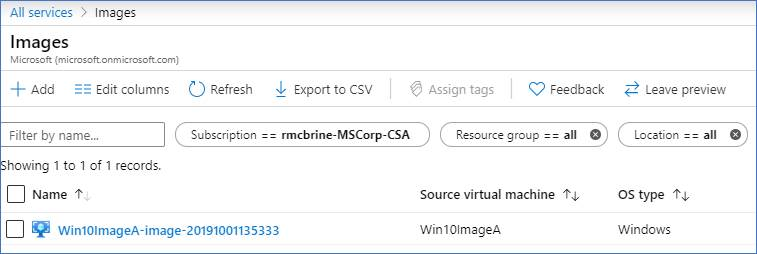 All services > Images
Images
Microsoft (microsoft.onmicrosoft.com)
+ Add Edit columns Refresh Export to CSV Assign tags Feedback Leave preview
Filter by name... Subscription == rmcbrine-MSCorp-CSA Resource group == all Location == all
Showing 1 to 1 of 1 records.
Name ↑↓ Source virtual machine ↑↓ OS type ↑↓
Win10ImageA-image-20191001135333 Win10ImageA Windows